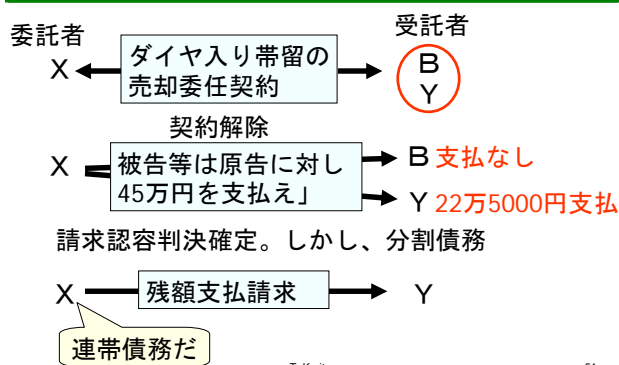 委託者
受託者
X
ダイヤ入り帯留の
売却委任契約
B
Y
契約解除
X
被告等は原告に対し
45万円を支払え」
B 支払なし
Y 22万5000円支払
請求認容判決確定。しかし、分割債務
X
残額支払請求
Y
連帯債務だ